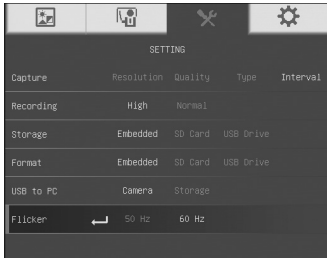 SETTING
Capture Resolution Quality Type Interval
Recording High Normal
Storage Embedded SD Card USB Drive
Format Embedded SD Card USB Drive
USB to PC Camera Storage
Flicker 50 Hz 60 Hz